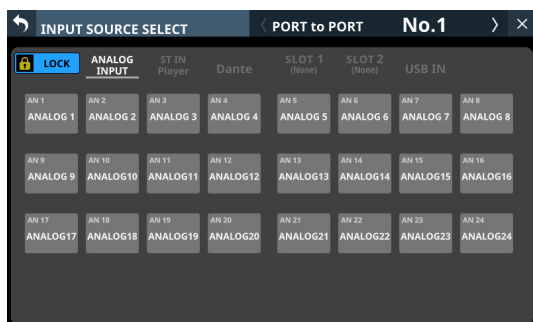 INPUT SOURCE SELECT
PORT to PORT
No.1
LOCK
ANALOG
INPUT
ST IN
Player
Dante
SLOT 1
(None)
SLOT 2
(None)
USB IN
AN 1
ANALOG 1
AN 2
ANALOG 2
AN 3
ANALOG 3
AN 4
ANALOG 4
AN 5
ANALOG 5
AN 6
ANALOG 6
AN 7
ANALOG 7
AN 8
ANALOG 8
AN 9
ANALOG 9
AN 10
ANALOG10
AN 11
ANALOG11
AN 12
ANALOG12
AN 13
ANALOG13
AN 14
ANALOG14
AN 15
ANALOG15
AN 16
ANALOG16
AN 17
ANALOG17
AN 18
ANALOG18
AN 19
ANALOG19
AN 20
ANALOG20
AN 21
ANALOG21
AN 22
ANALOG22
AN 23
ANALOG23
AN 24
ANALOG24